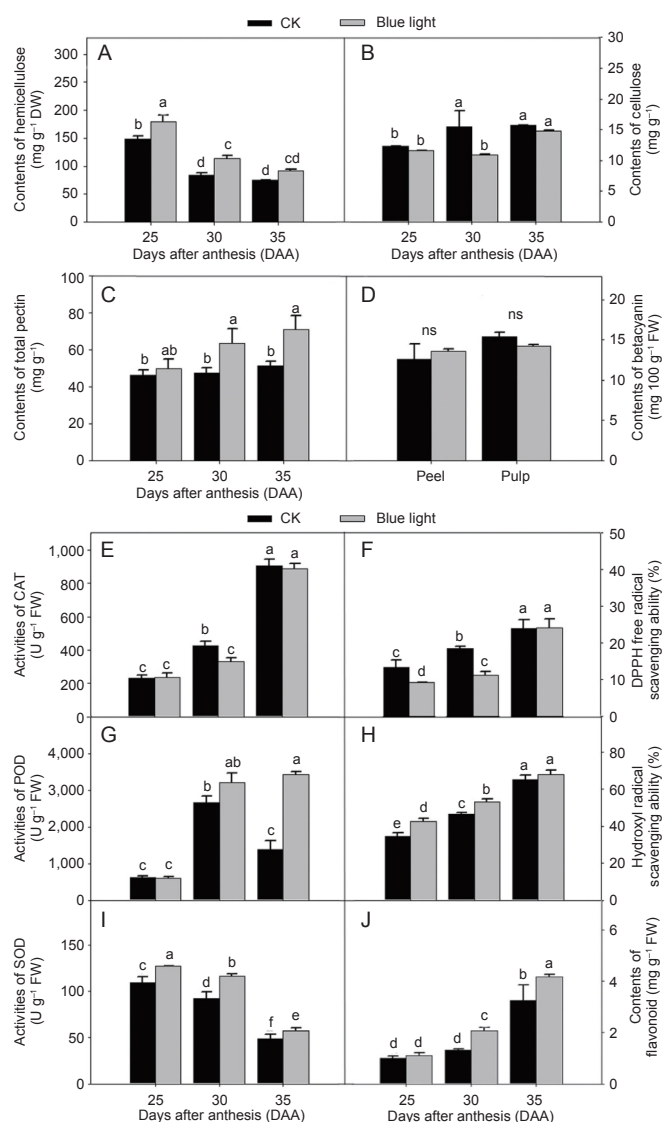 CK Blue light
A
B
Contents of hemicellulose
(mg g⁻¹ DW)
300
250
200
150
100
50
0
b a
d c
d cd
25 30 35
Days after anthesis (DAA)
Contents of cellulose
(mg g⁻¹)
30
25
20
15
10
5
0
b b
a b
a a
25 30 35
Days after anthesis (DAA)
C
D
Contents of total pectin
(mg g⁻¹)
100
80
60
40
20
0
b ab
b a
b a
25 30 35
Days after anthesis (DAA)
Contents of betacyanin
(mg 100 g⁻¹ FW)
20
15
10
5
0
ns ns
Peel Pulp
CK Blue light
E
F
Activities of CAT
(U g⁻¹ FW)
1,000
800
600
400
200
c c
b c
a a
DPPH free radical
scavenging ability (%)
50
40
30
20
10
0
c d
b c
a a
G
H
Activities of POD
(U g⁻¹ FW)
4,000
3,000
2,000
1,000
0
c c
b ab
c a
Hydroxyl radical
scavenging ability (%)
80
60
40
20
0
e d
c b
a a
I
J
Activities of SOD
(U g⁻¹ FW)
150
100
50
0
c a
d b
f e
25 30 35
Days after anthesis (DAA)
Contents of
flavonoid (mg g⁻¹ FW)
6
4
2
0
d d
d c
b a
25 30 35
Days after anthesis (DAA)